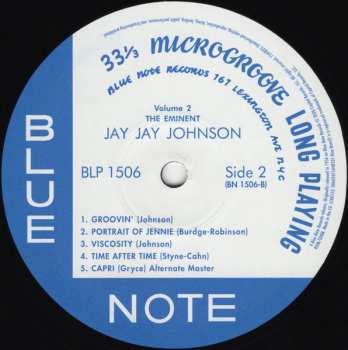 33⅓ MICROGROOVE LONG PLAYING
BLUE NOTE RECORDS 767 LEXINGTON AVE N.Y.C
Volume 2
THE EMINENT
JAY JAY JOHNSON
BLP 1506
Side 2
(BN 1506-B)
1. GROOVIN' (Johnson)
2. PORTRAIT OF JENNIE (Burdge-Robinson)
3. VISCOSITY (Johnson)
4. TIME AFTER TIME (Styne-Cahn)
5. CAPRI (Gryce) Alternate Master
BLUE
NOTE